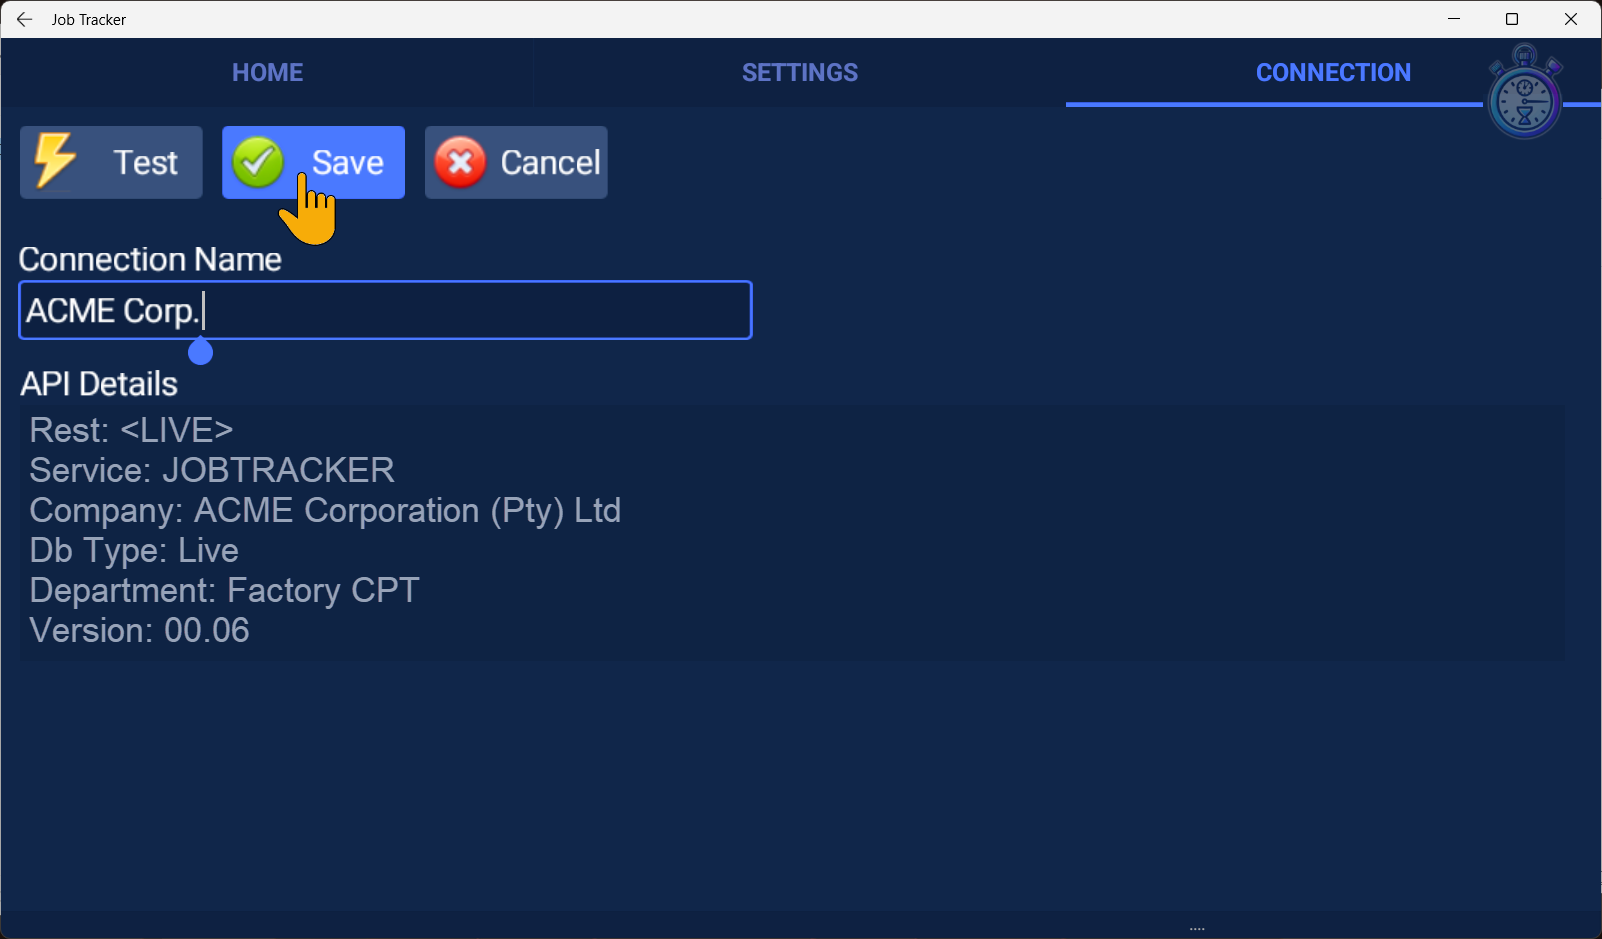 Job Tracker
HOME
SETTINGS
CONNECTION
Test
Save
Cancel
Connection Name
ACME Corp.
API Details
Rest: <LIVE>
Service: JOBTRACKER
Company: ACME Corporation (Pty) Ltd
Db Type: Live
Department: Factory CPT
Version: 00.06
....